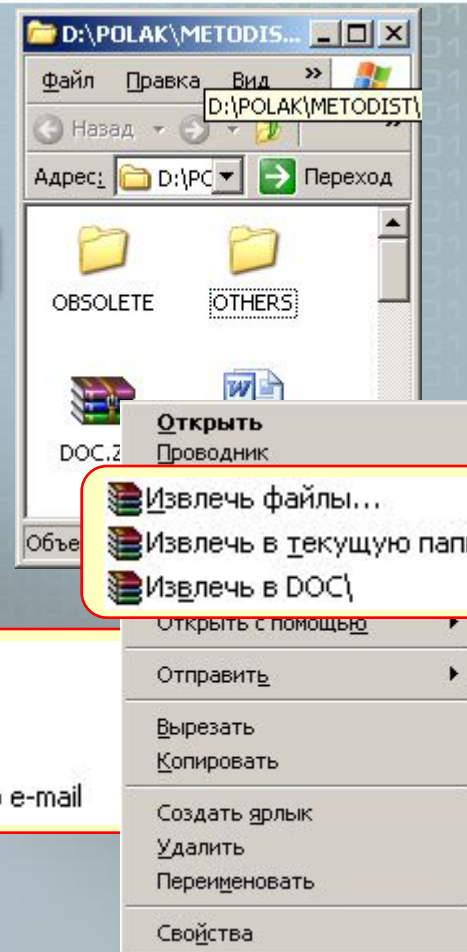 D:\POLAK\METODIS...
Файл Правка Вид »
D:\POLAK\METODIST\
Назад »
Адрес: D:\PC Переход
OBSOLETE OTHERS
DOC.Z
Открыть
Проводник
Извлечь файлы...
Извлечь в текущую пап
Объе
Извлечь в DOC\
Открыть с помощью
Отправить
Вырезать
Копировать
e-mail
Создать ярлык
Удалить
Переименовать
Свойства